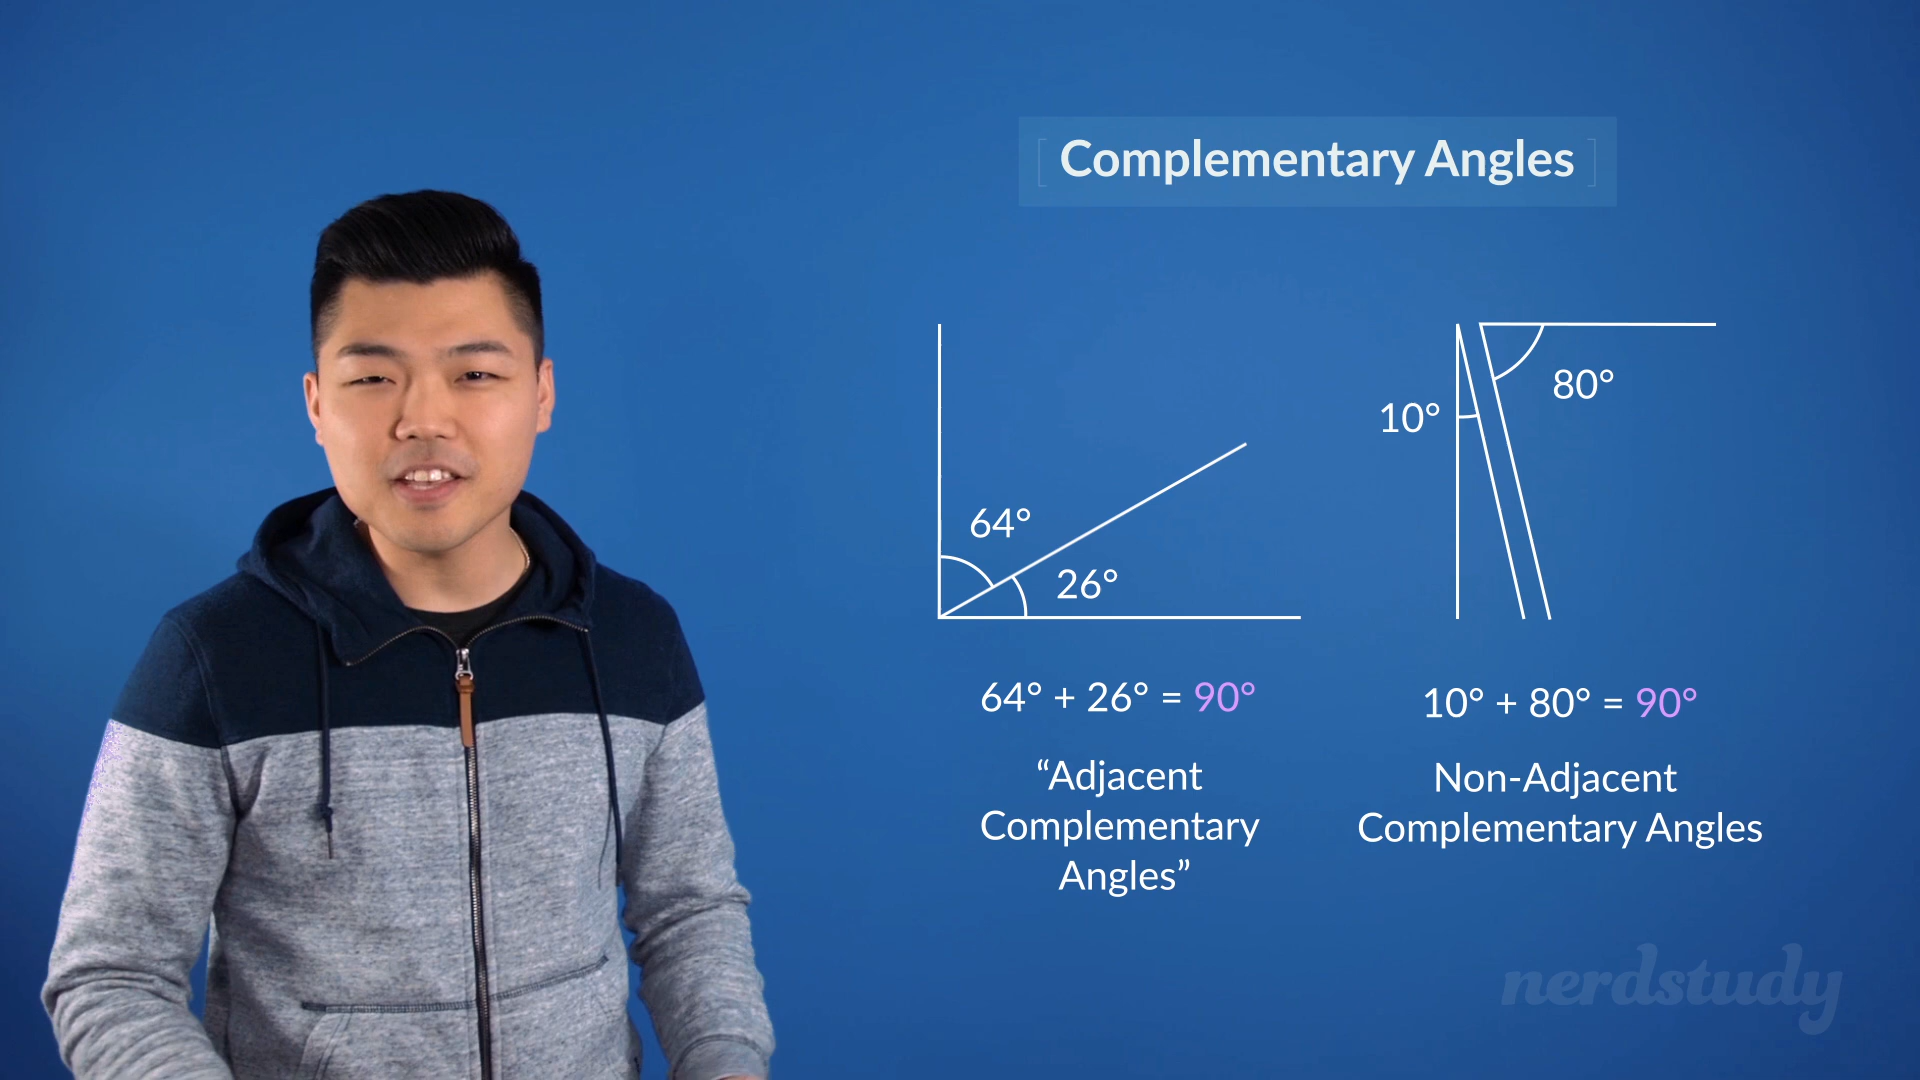 Complementary Angles
64°
26°
64° + 26° = 90°
“Adjacent
Complementary
Angles”
10°
80°
10° + 80° = 90°
Non-Adjacent
Complementary Angles
nerdstudy